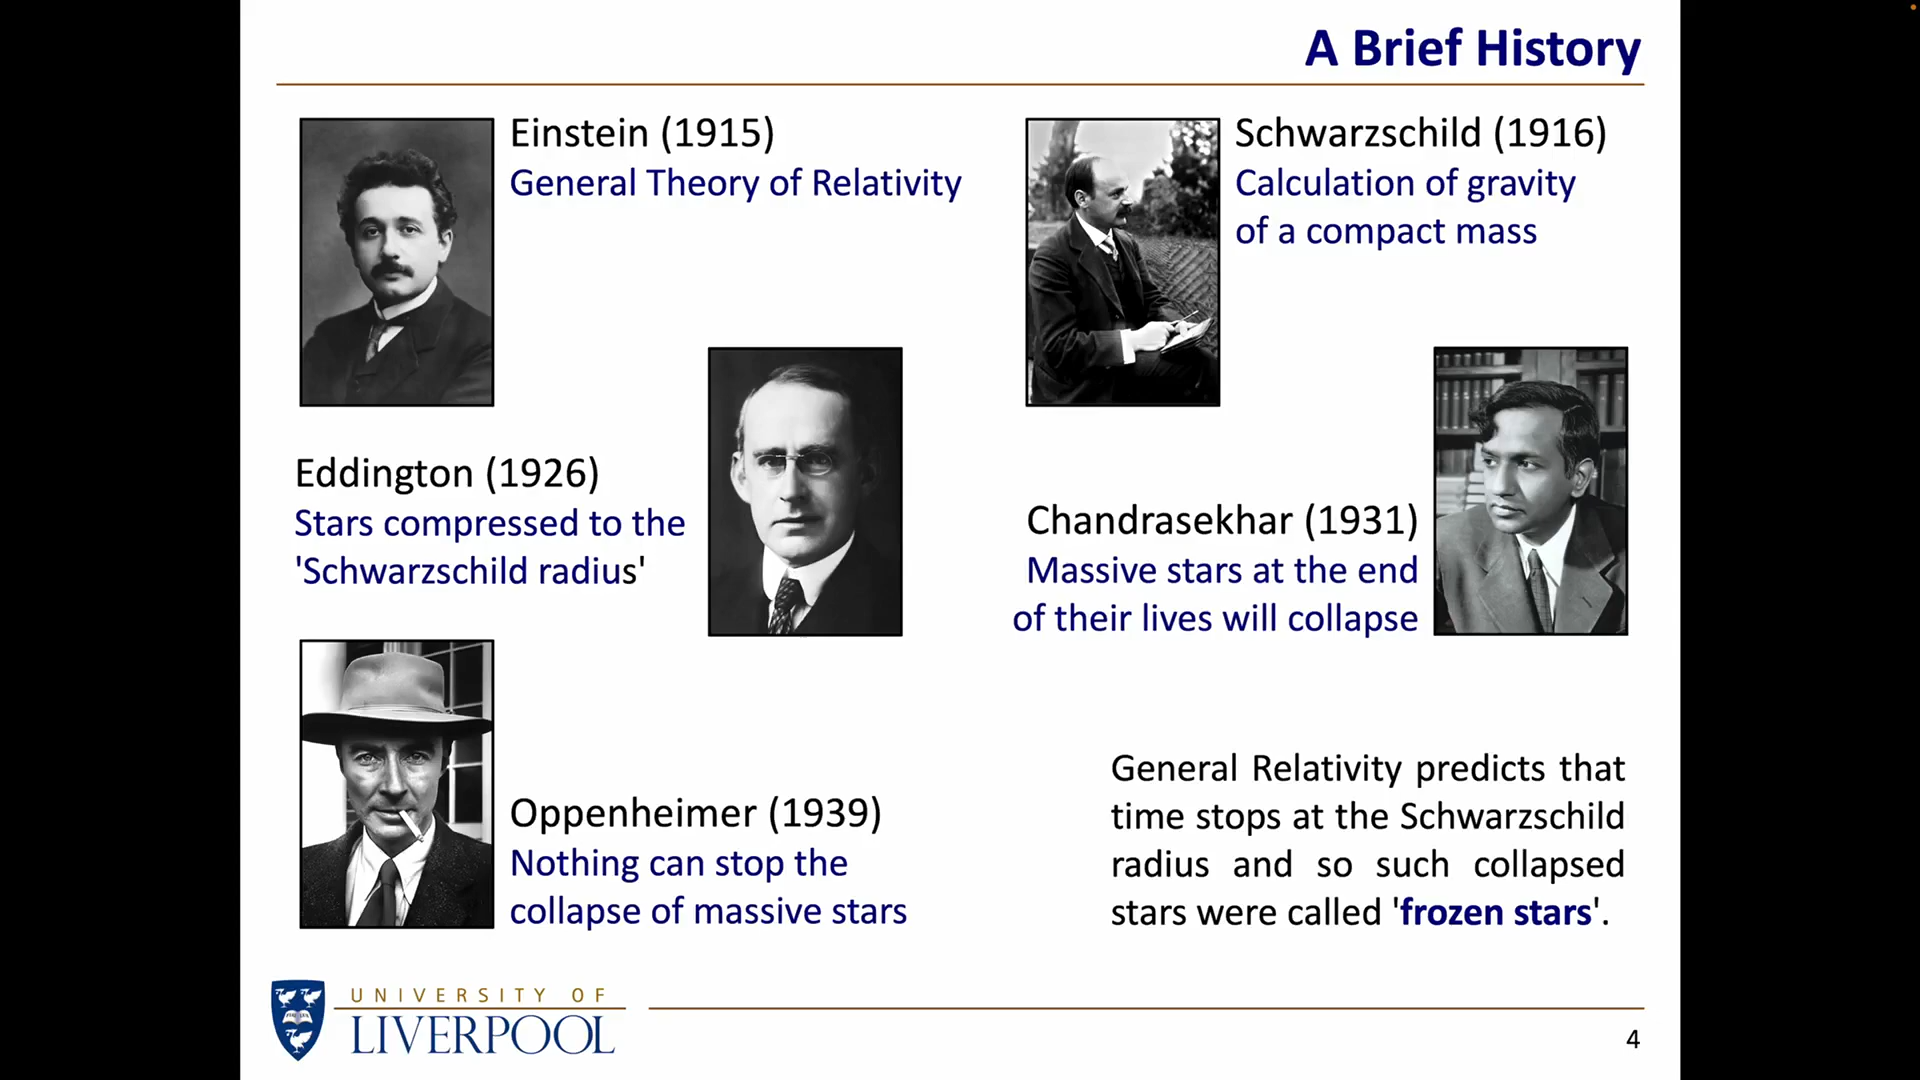 A Brief History
Einstein (1915)
General Theory of Relativity
Schwarzschild (1916)
Calculation of gravity
of a compact mass
Eddington (1926)
Stars compressed to the
'Schwarzschild radius'
Chandrasekhar (1931)
Massive stars at the end
of their lives will collapse
Oppenheimer (1939)
Nothing can stop the
collapse of massive stars
General Relativity predicts that
time stops at the Schwarzschild
radius and so such collapsed
stars were called 'frozen stars'.
UNIVERSITY OF
LIVERPOOL
4